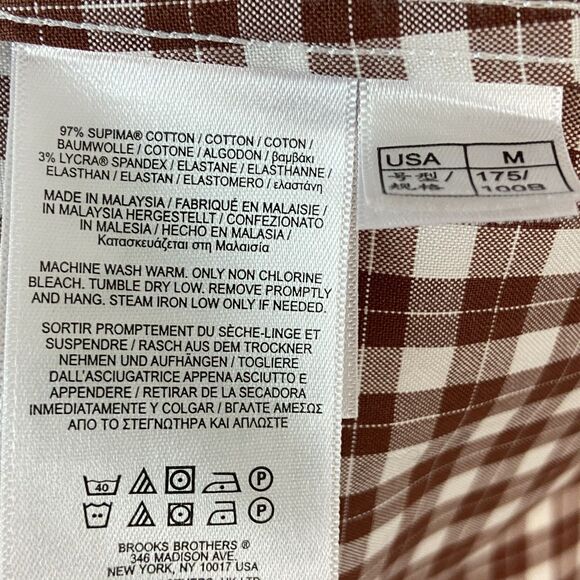 97% SUPIMA® COTTON / COTTON / COTON /
BAUMWOLLE / COTONE / ALGODON / βαμβάκι
3% LYCRA® SPANDEX / ELASTANE / ELASTHANNE /
ELASTHAN / ELASTAN / ELASTOMERO / ελαστάνη
MADE IN MALAYSIA / FABRIQUÉ EN MALAISIE /
IN MALAYSIA HERGESTELLT / CONFEZIONATO
IN MALESIA / HECHO EN MALASIA /
Κατασκευάζεται στη Μαλαισία
MACHINE WASH WARM. ONLY NON CHLORINE
BLEACH. TUMBLE DRY LOW. REMOVE PROMPTLY
AND HANG. STEAM IRON LOW ONLY IF NEEDED.
SORTIR PROMPTEMENT DU SÈCHE-LINGE ET
SUSPENDRE / RASCH AUS DEM TROCKNER
NEHMEN UND AUFHÄNGEN / TOGLIERE
DALL'ASCIUGATRICE APPENA ASCIUTTO E
APPENDERE / RETIRAR DE LA SECADORA
INMEDIATAMENTE Y COLGAR / ΒΓΑΛΤΕ ΑΜΕΣΩΣ
ΑΠΟ ΤΟ ΣΤΕΓΝΩΤΗΡΑ ΚΑΙ ΑΠΛΩΣΤΕ
40
P
P
BROOKS BROTHERS ®
346 MADISON AVE.
NEW YORK, NY 10017 USA
USA M
号型/ 175/
规格 100B